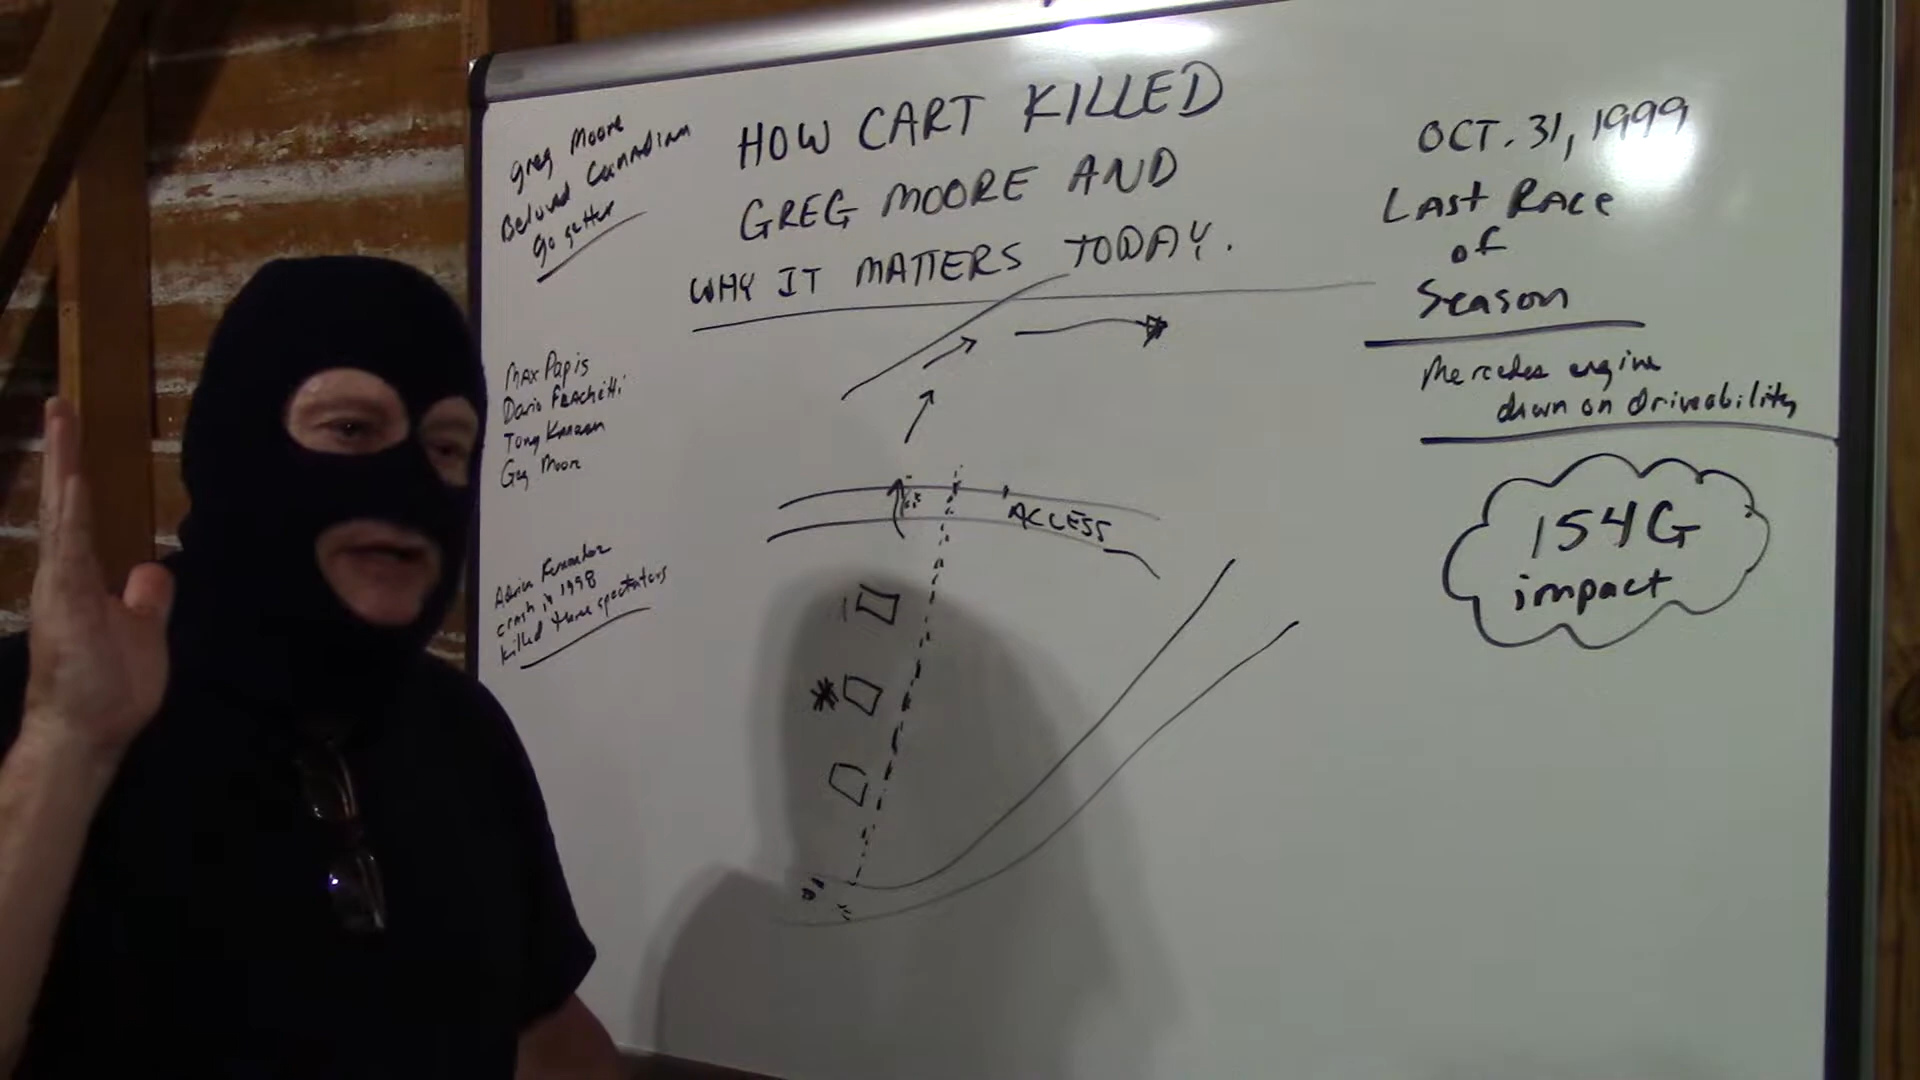 Greg Moore
Beloved Cannadian
go getter
HOW CART KILLED
GREG MOORE AND
WHY IT MATTERS TODAY.
OCT. 31, 1999
Last Race
of
Season
Mercedes engine
down on driveability
154G
impact
Max Papis
Dario Frachitti
Tony Kanaan
Greg Moore
Adrian Fernandez
crash in 1998
killed three spectators
ACCESS